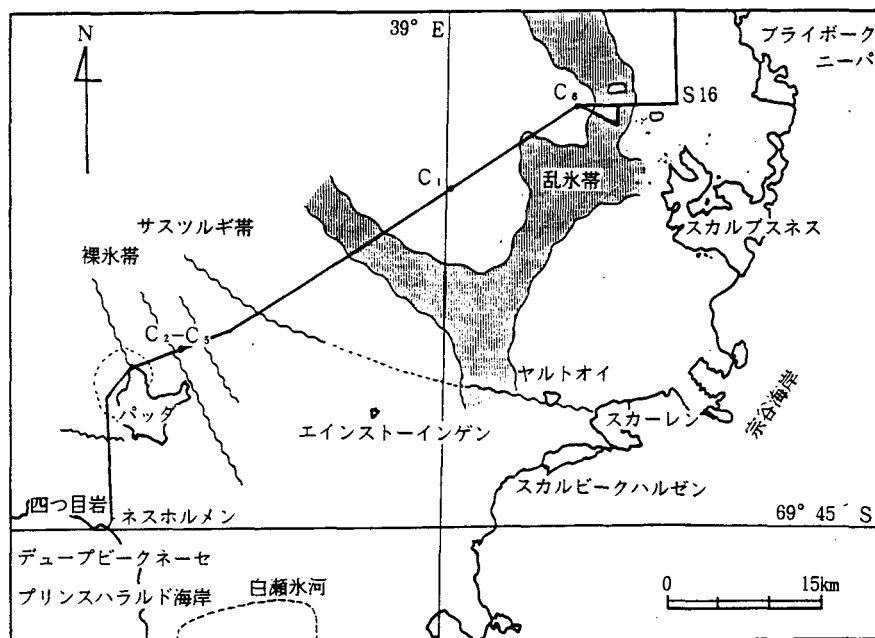 N
39° E
ブライボーク
ニーパ
C₆
S16
C₁
乱氷帯
サスツルギ帯
スカルブスネス
裸氷帯
C₂−C₅
ヤルトオイ
パッダ
エインストーインゲン
スカーレン
宗谷海岸
スカルビークハルゼン
四つ目岩
ネスホルメン
69° 45′ S
デュープビークネーセ
白瀬氷河
プリンスハラルド海岸
0 15km